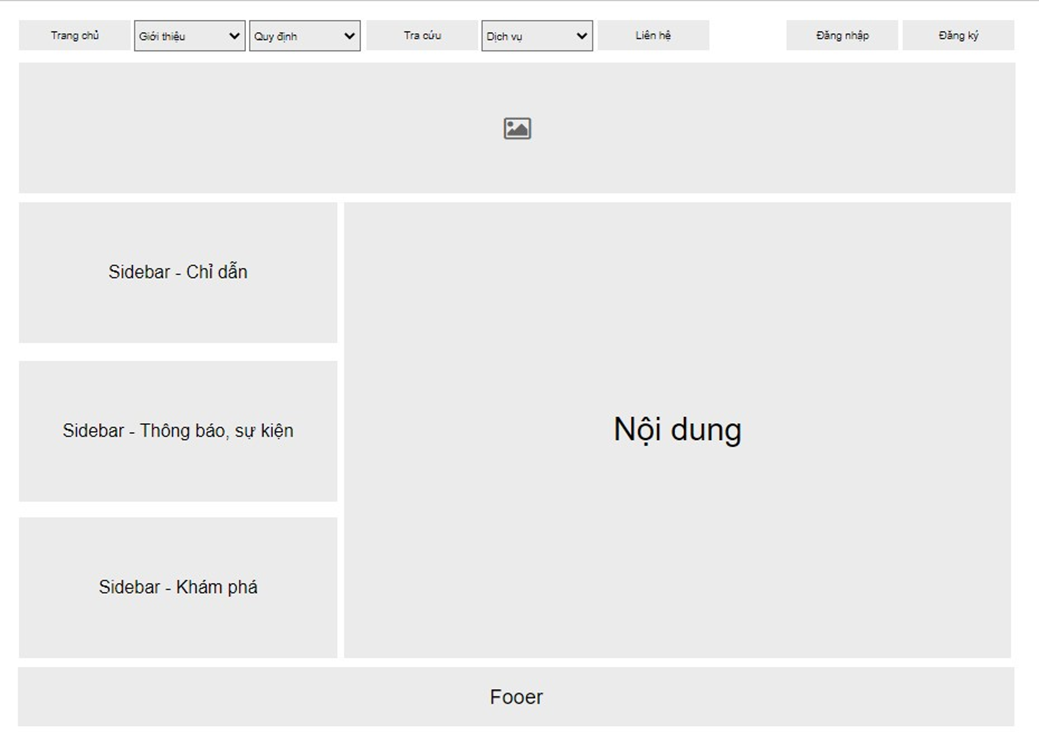 Trang chủ
Giới thiệu
Quy định
Tra cứu
Dịch vụ
Liên hệ
Đăng nhập
Đăng ký
Sidebar - Chỉ dẫn
Sidebar - Thông báo, sự kiện
Sidebar - Khám phá
Nội dung
Fooer